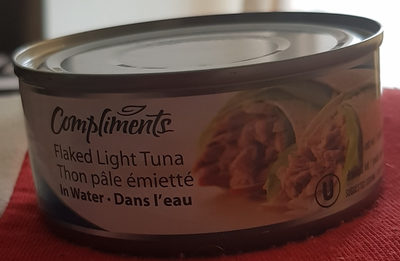 Compliments
Flaked Light Tuna
Thon pâle émietté
In Water • Dans l'eau
U